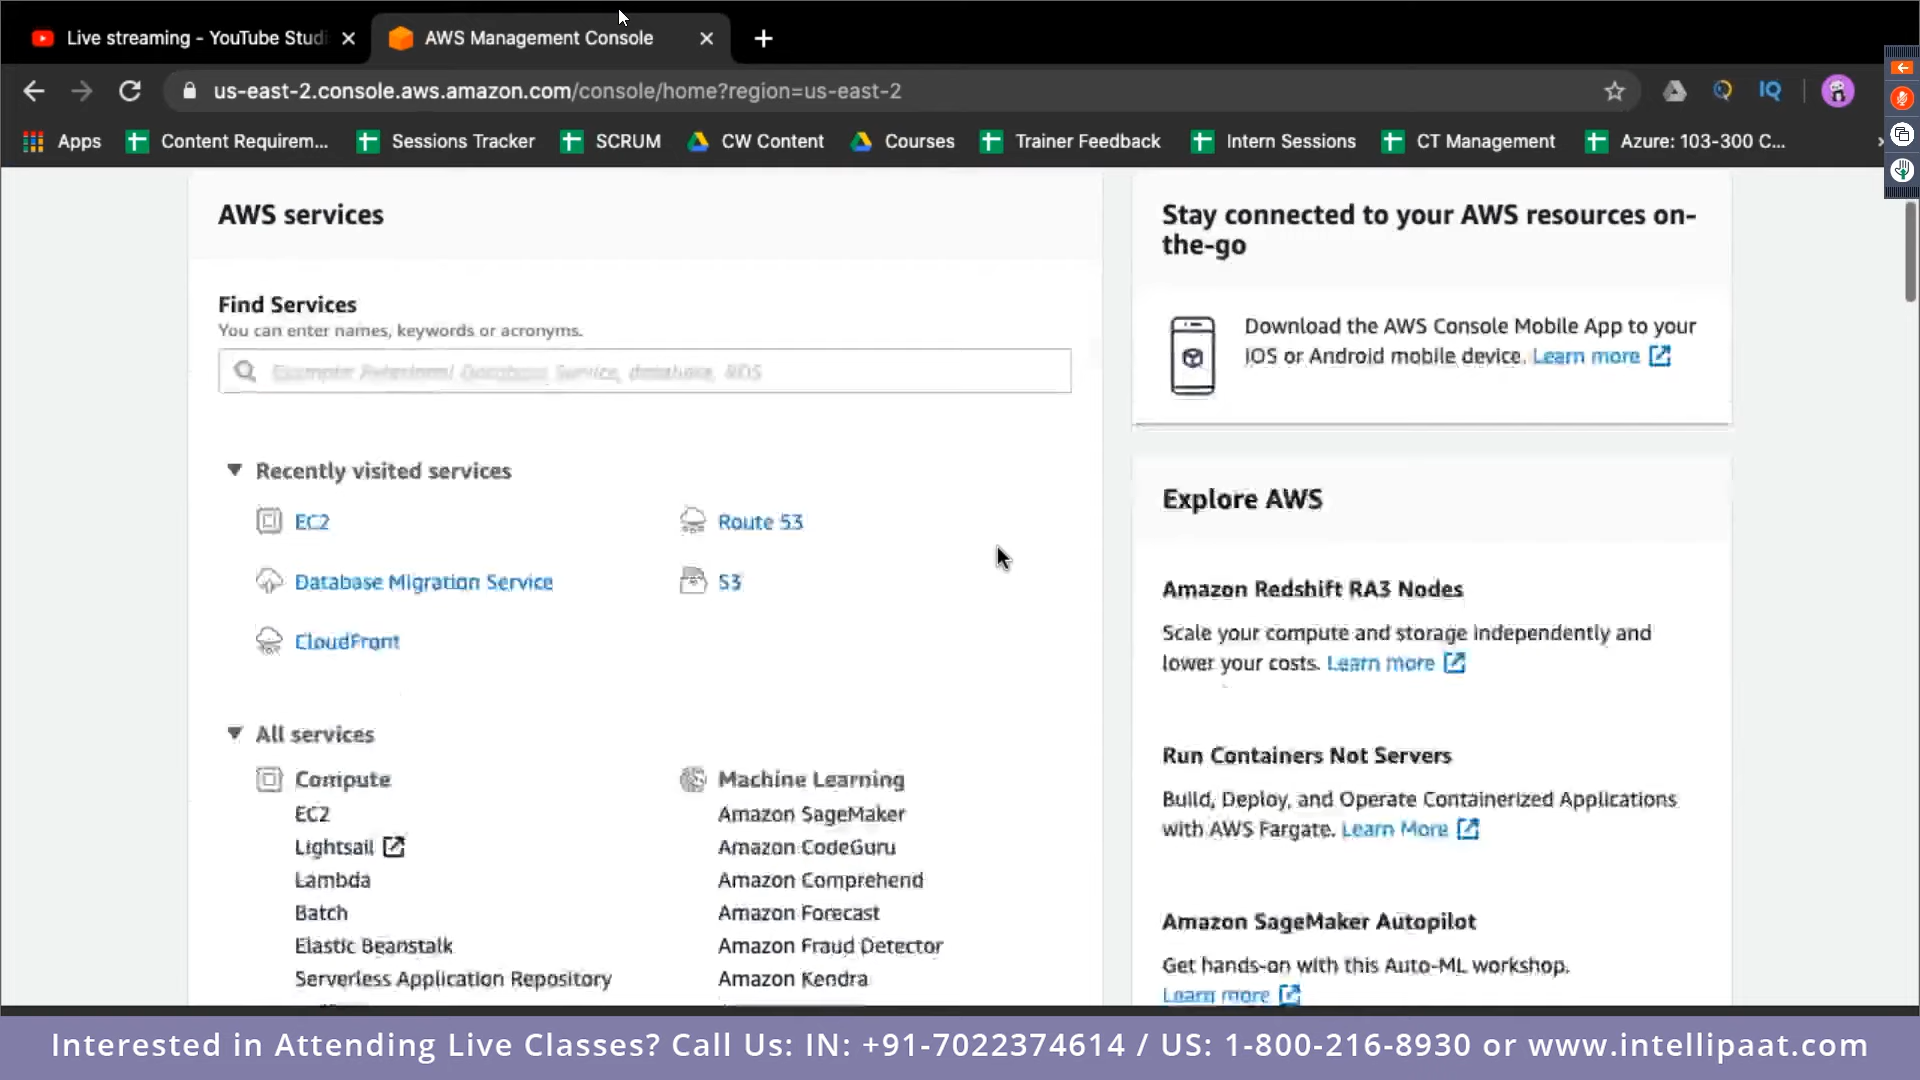 Live streaming - YouTube Studi
AWS Management Console
us-east-2.console.aws.amazon.com/console/home?region=us-east-2
IQ
Apps
Content Requirem...
Sessions Tracker
SCRUM
CW Content
Courses
Trainer Feedback
Intern Sessions
CT Management
Azure: 103-300 C...
AWS services
Find Services
You can enter names, keywords or acronyms.
Example: Relational Database Service, database, RDS
Recently visited services
EC2
Route 53
Database Migration Service
S3
CloudFront
All services
Compute
EC2
Lightsail
Lambda
Batch
Elastic Beanstalk
Serverless Application Repository
Machine Learning
Amazon SageMaker
Amazon CodeGuru
Amazon Comprehend
Amazon Forecast
Amazon Fraud Detector
Amazon Kendra
Stay connected to your AWS resources on-
the-go
Download the AWS Console Mobile App to your
iOS or Android mobile device. Learn more
Explore AWS
Amazon Redshift RA3 Nodes
Scale your compute and storage independently and
lower your costs. Learn more
Run Containers Not Servers
Build, Deploy, and Operate Containerized Applications
with AWS Fargate. Learn More
Amazon SageMaker Autopilot
Get hands-on with this Auto-ML workshop.
Learn more
Interested in Attending Live Classes? Call Us: IN: +91-7022374614 / US: 1-800-216-8930 or www.intellipaat.com